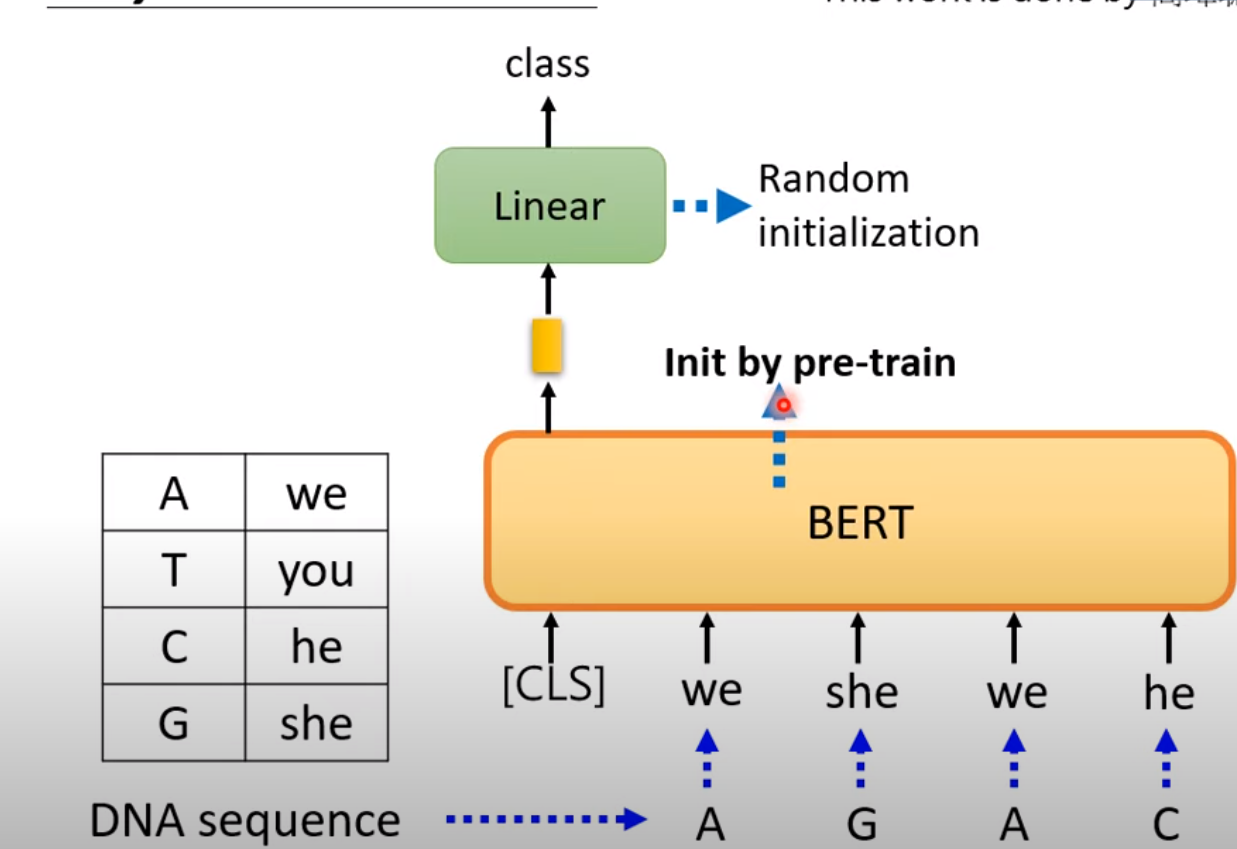 class
Linear
Random
initialization
Init by pre-train
BERT
A we
T you
C he
G she
[CLS] we she we he
DNA sequence A G A C